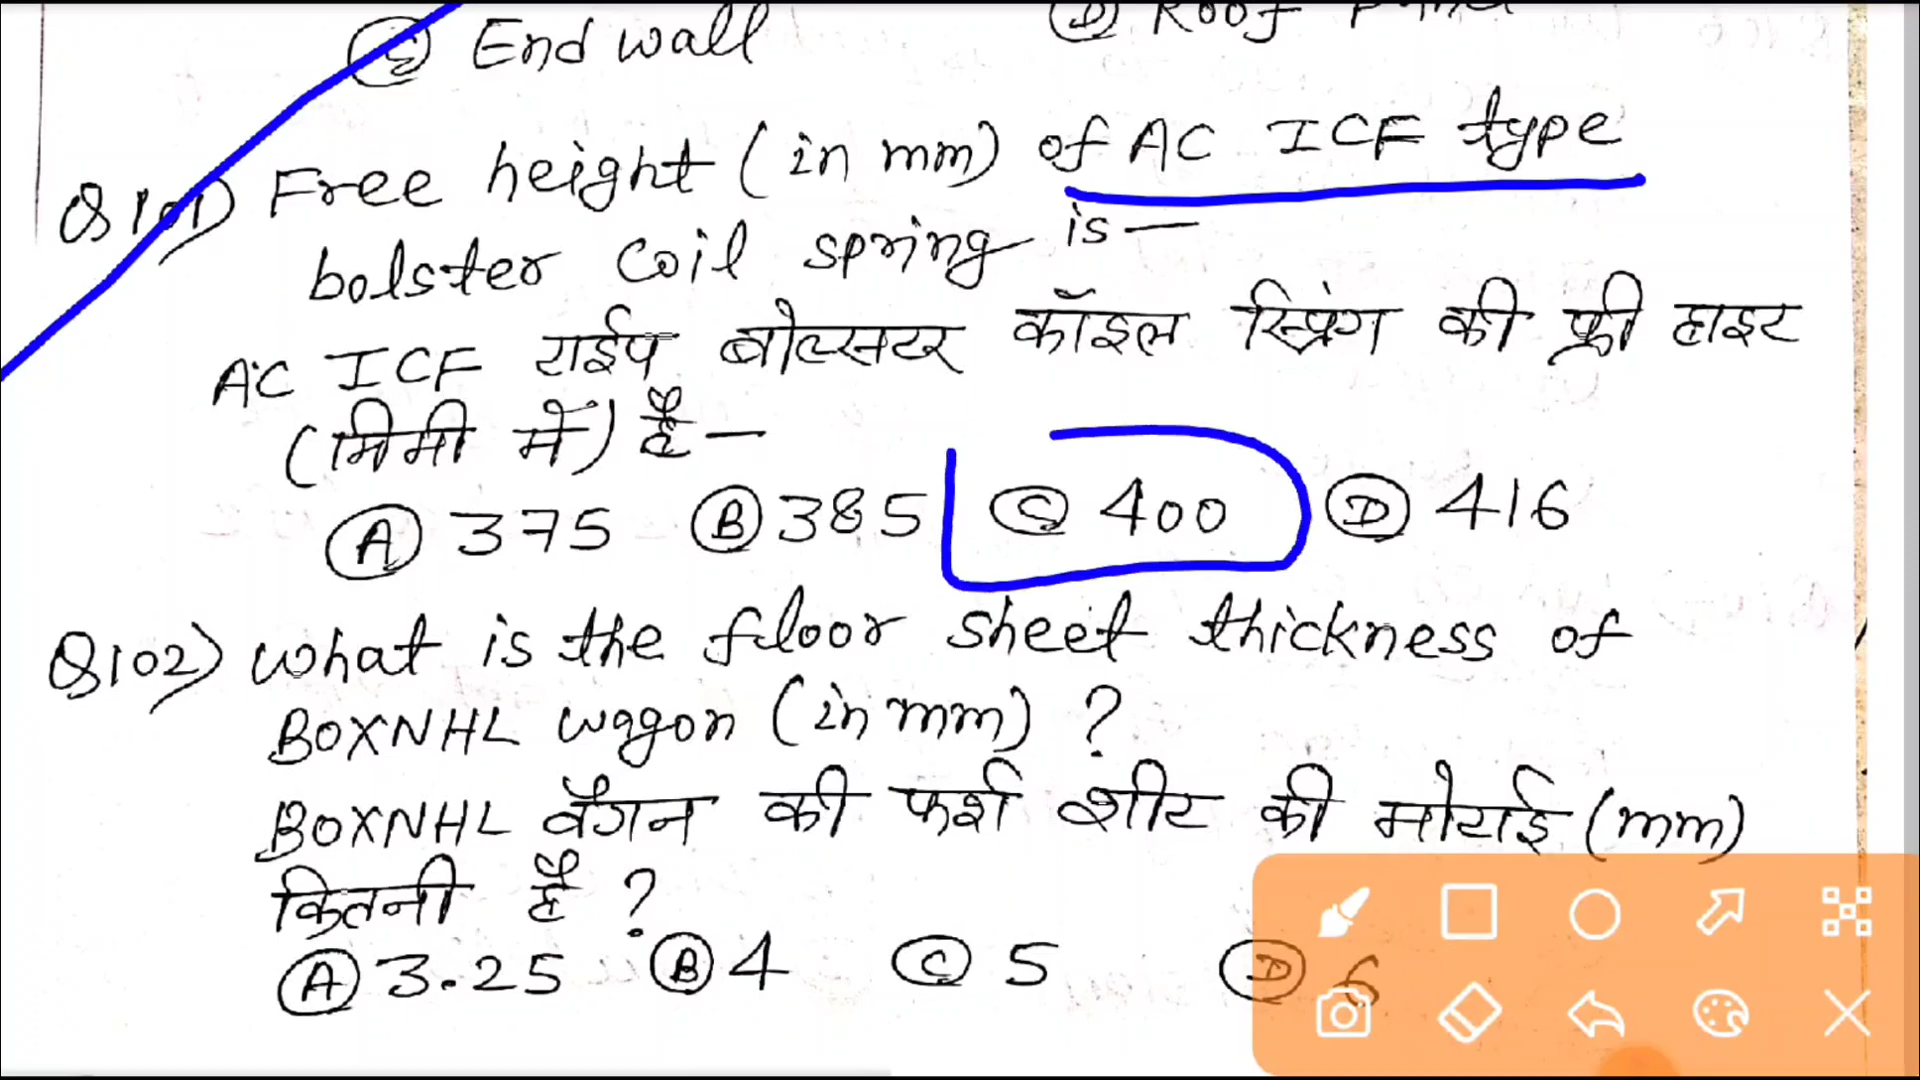 (C) End wall (D) Roof
Q101) Free height (in mm) of AC ICF type
bolster coil spring is —
AC ICF टाईप बोल्सटर कॉइल स्प्रिंग की फ्री हाइट
(मिमी में) है —
(A) 375 (B) 385 (C) 400 (D) 416
Q102) What is the floor sheet thickness of
BOXNHL wagon (in mm) ?
BOXNHL वैगन की फर्श शीट की मोटाई (mm)
कितनी है ?
(A) 3.25 (B) 4 (C) 5 (D) 6